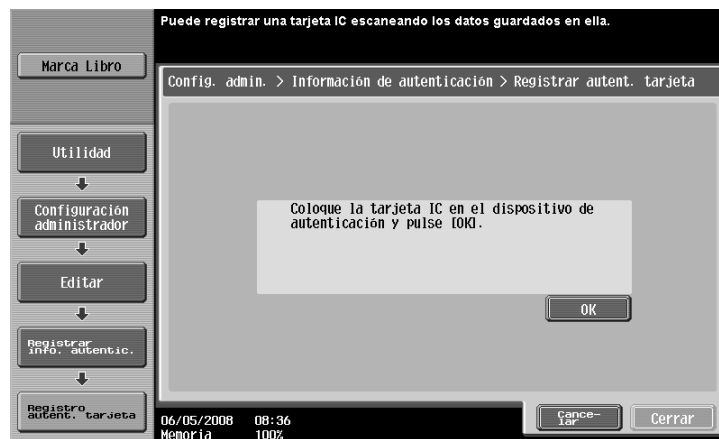 Puede registrar una tarjeta IC escaneando los datos guardados en ella.
Marca Libro
Config. admin. > Información de autenticación > Registrar autent. tarjeta
Utilidad
Configuración
administrador
Editar
Registrar
info. autentic.
Registro
autent. tarjeta
Coloque la tarjeta IC en el dispositivo de
autenticación y pulse [OK].
OK
06/05/2008 08:36
Memoria 100%
Cance-
lar
Cerrar